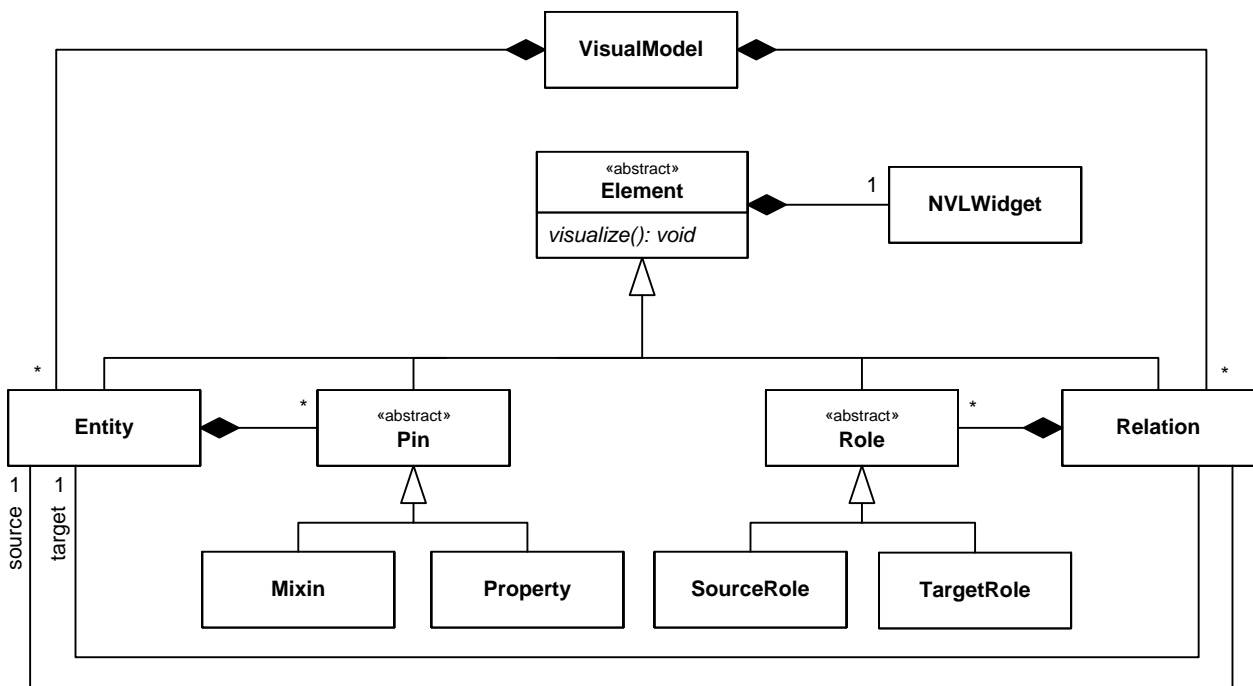 VisualModel
«abstract»
Element
visualize(): void
1
NVLWidget
*
*
Entity
*
«abstract»
Pin
«abstract»
Role
*
Relation
1
source
1
target
Mixin
Property
SourceRole
TargetRole